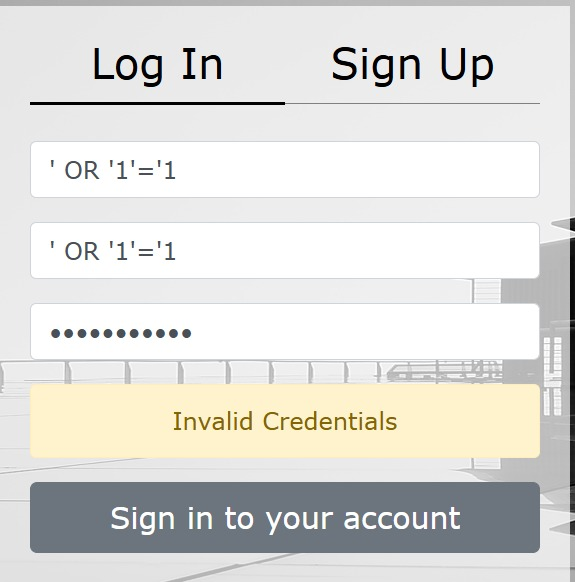 Log In Sign Up
' OR '1'='1
' OR '1'='1
•••••••••••
Invalid Credentials
Sign in to your account